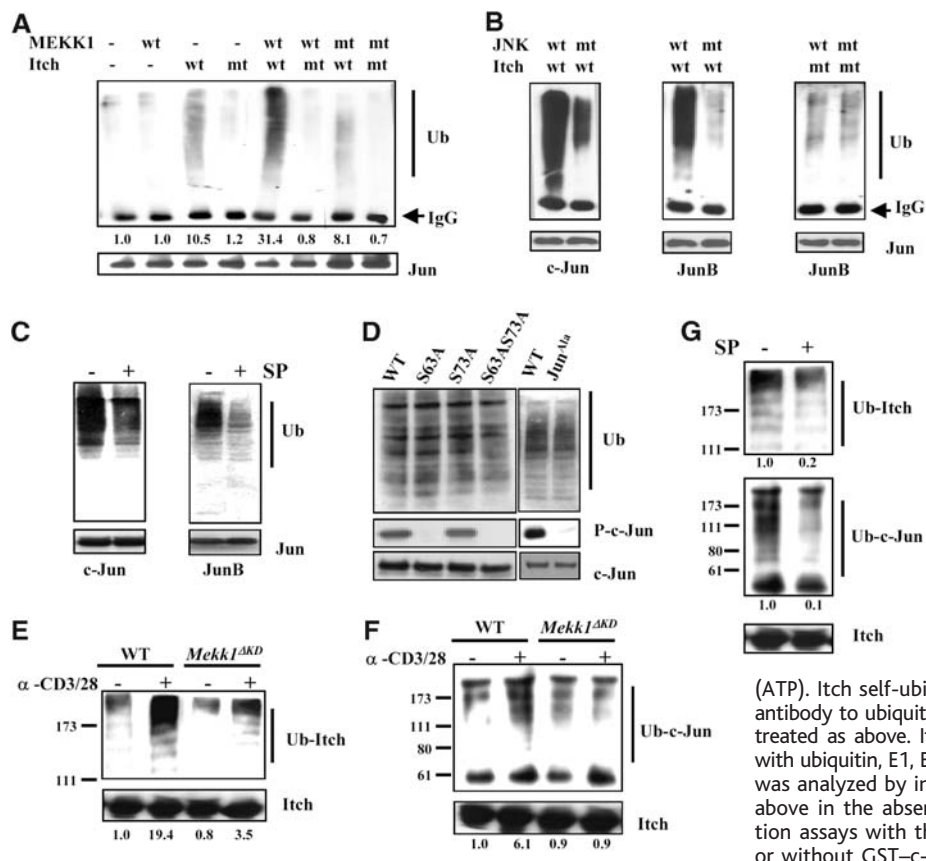 A
MEKK1 - wt - - wt wt mt mt
Itch - - wt mt wt mt wt mt
Ub
IgG
1.0 1.0 10.5 1.2 31.4 0.8 8.1 0.7
Jun
B
JNK wt mt wt mt wt mt
Itch wt wt wt wt mt mt
Ub
IgG
Jun
c-Jun JunB JunB
C
- + - + SP
Ub
Jun
c-Jun JunB
D
WT S63A S73A S63AS73A WT Jun^Ala
Ub
P-c-Jun
c-Jun
G
SP - +
173
111
Ub-Itch
1.0 0.2
173
111
80
61
Ub-c-Jun
1.0 0.1
Itch
E
WT Mekk1^ΔKD
α -CD3/28 - + - +
173
111
Ub-Itch
Itch
1.0 19.4 0.8 3.5
F
WT Mekk1^ΔKD
α -CD3/28 - + - +
173
111
80
61
Ub-c-Jun
Itch
1.0 6.1 0.9 0.9
(ATP). Itch self-ubi
antibody to ubiquit
treated as above. It
with ubiquitin, E1, E
was analyzed by in
above in the absen
tion assays with th
or without GST–c-